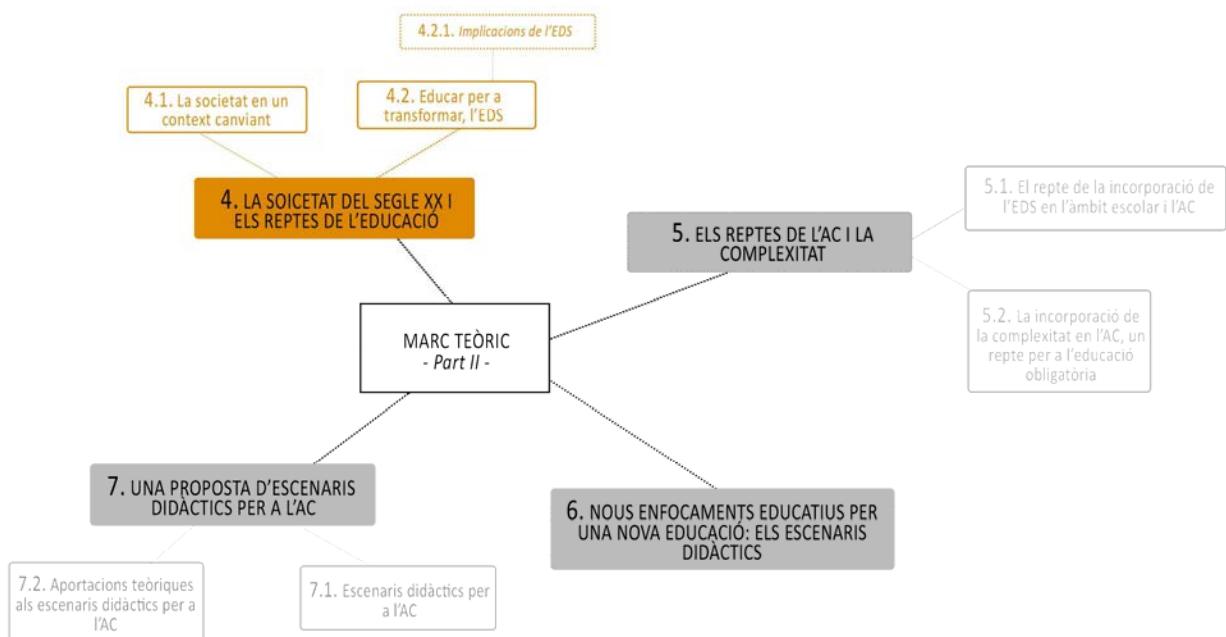 4.2.1. Implicacions de l'EDS
4.1. La societat en un
context canviant
4.2. Educar per a
transformar, l'EDS
4. LA SOICETAT DEL SEGLE XX I
ELS REPTES DE L'EDUCACIÓ
5. ELS REPTES DE L'AC I LA
COMPLEXITAT
5.1. El repte de la incorporació de
l'EDS en l'àmbit escolar i l'AC
5.2. La incorporació de
la complexitat en l'AC, un
repte per a l'educació
obligatòria
MARC TEÒRIC
- Part II -
7. UNA PROPOSTA D'ESCENARIS
DIDÀCTICS PER A L'AC
6. NOUS ENFOCAMENTS EDUCATIUS PER
UNA NOVA EDUCACIÓ: ELS ESCENARIS
DIDÀCTICS
7.2. Aportacions teòriques
als escenaris didàctics per a
l'AC
7.1. Escenaris didàctics per
a l'AC